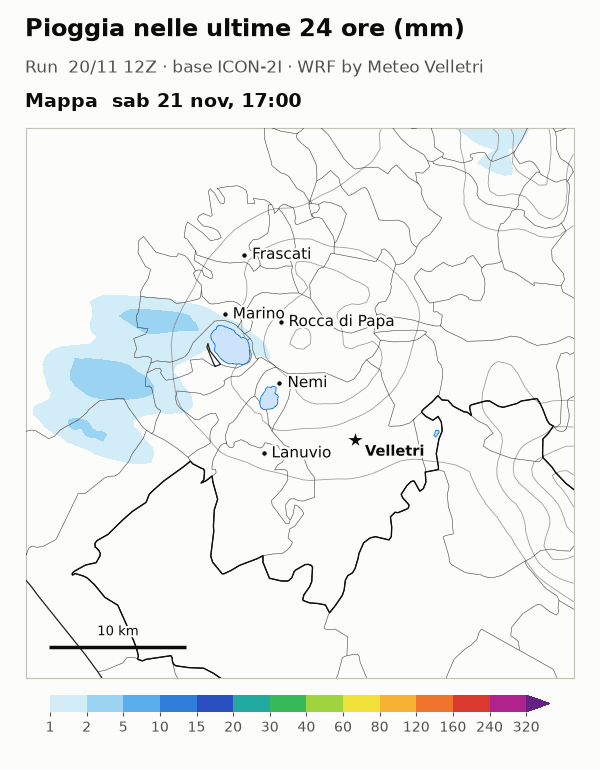 Pioggia nelle ultime 24 ore (mm)
Run  20/11 12Z · base ICON-2I · WRF by Meteo Velletri
Mappa  sab 21 nov, 17:00
Frascati
Marino
Rocca di Papa
Nemi
Velletri
Lanuvio
10 km
1 2 5 10 15 20 30 40 60 80 120 160 240 320